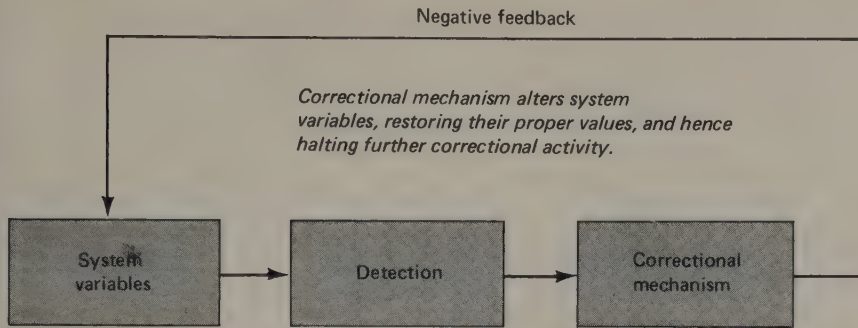 Negative feedback
Correctional mechanism alters system
variables, restoring their proper values, and hence
halting further correctional activity.
System
variables
Detection
Correctional
mechanism